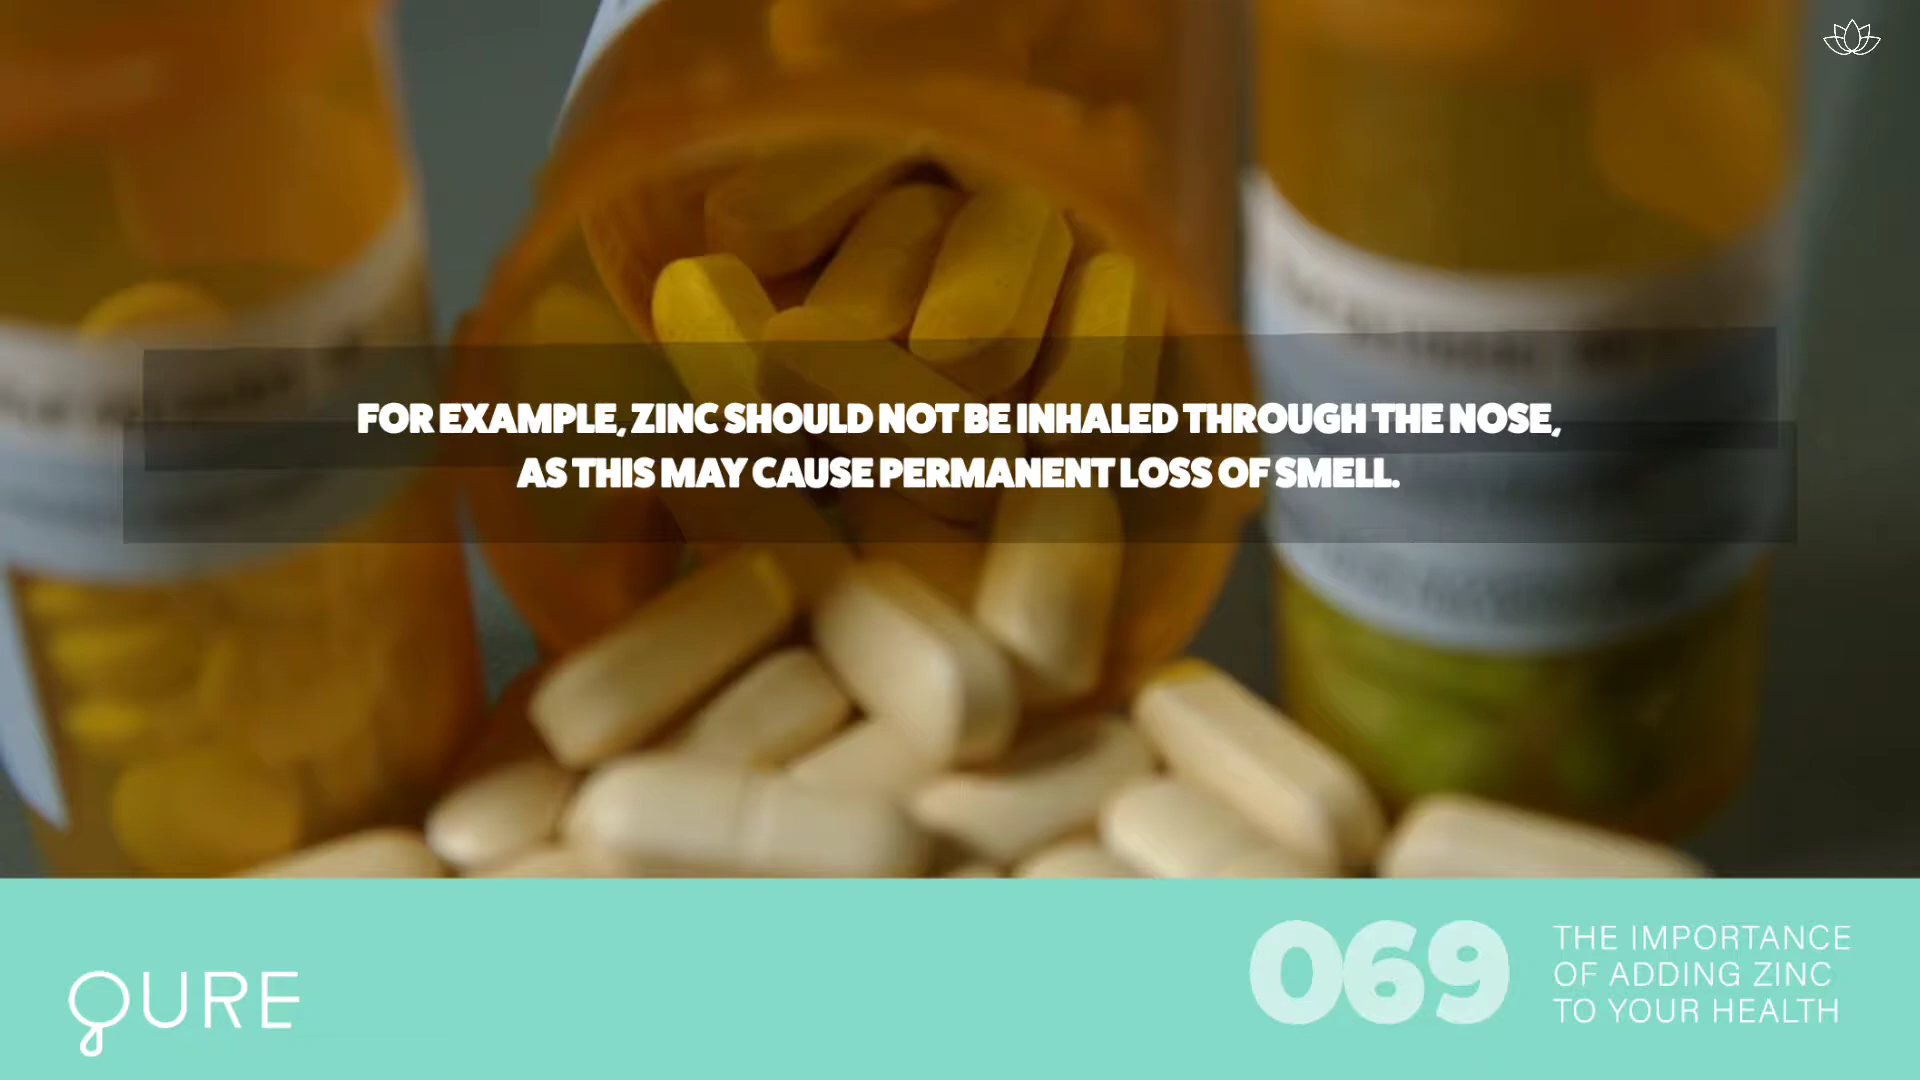 FOR EXAMPLE, ZINC SHOULD NOT BE INHALED THROUGH THE NOSE,
AS THIS MAY CAUSE PERMANENT LOSS OF SMELL.
QURE
069
THE IMPORTANCE
OF ADDING ZINC
TO YOUR HEALTH